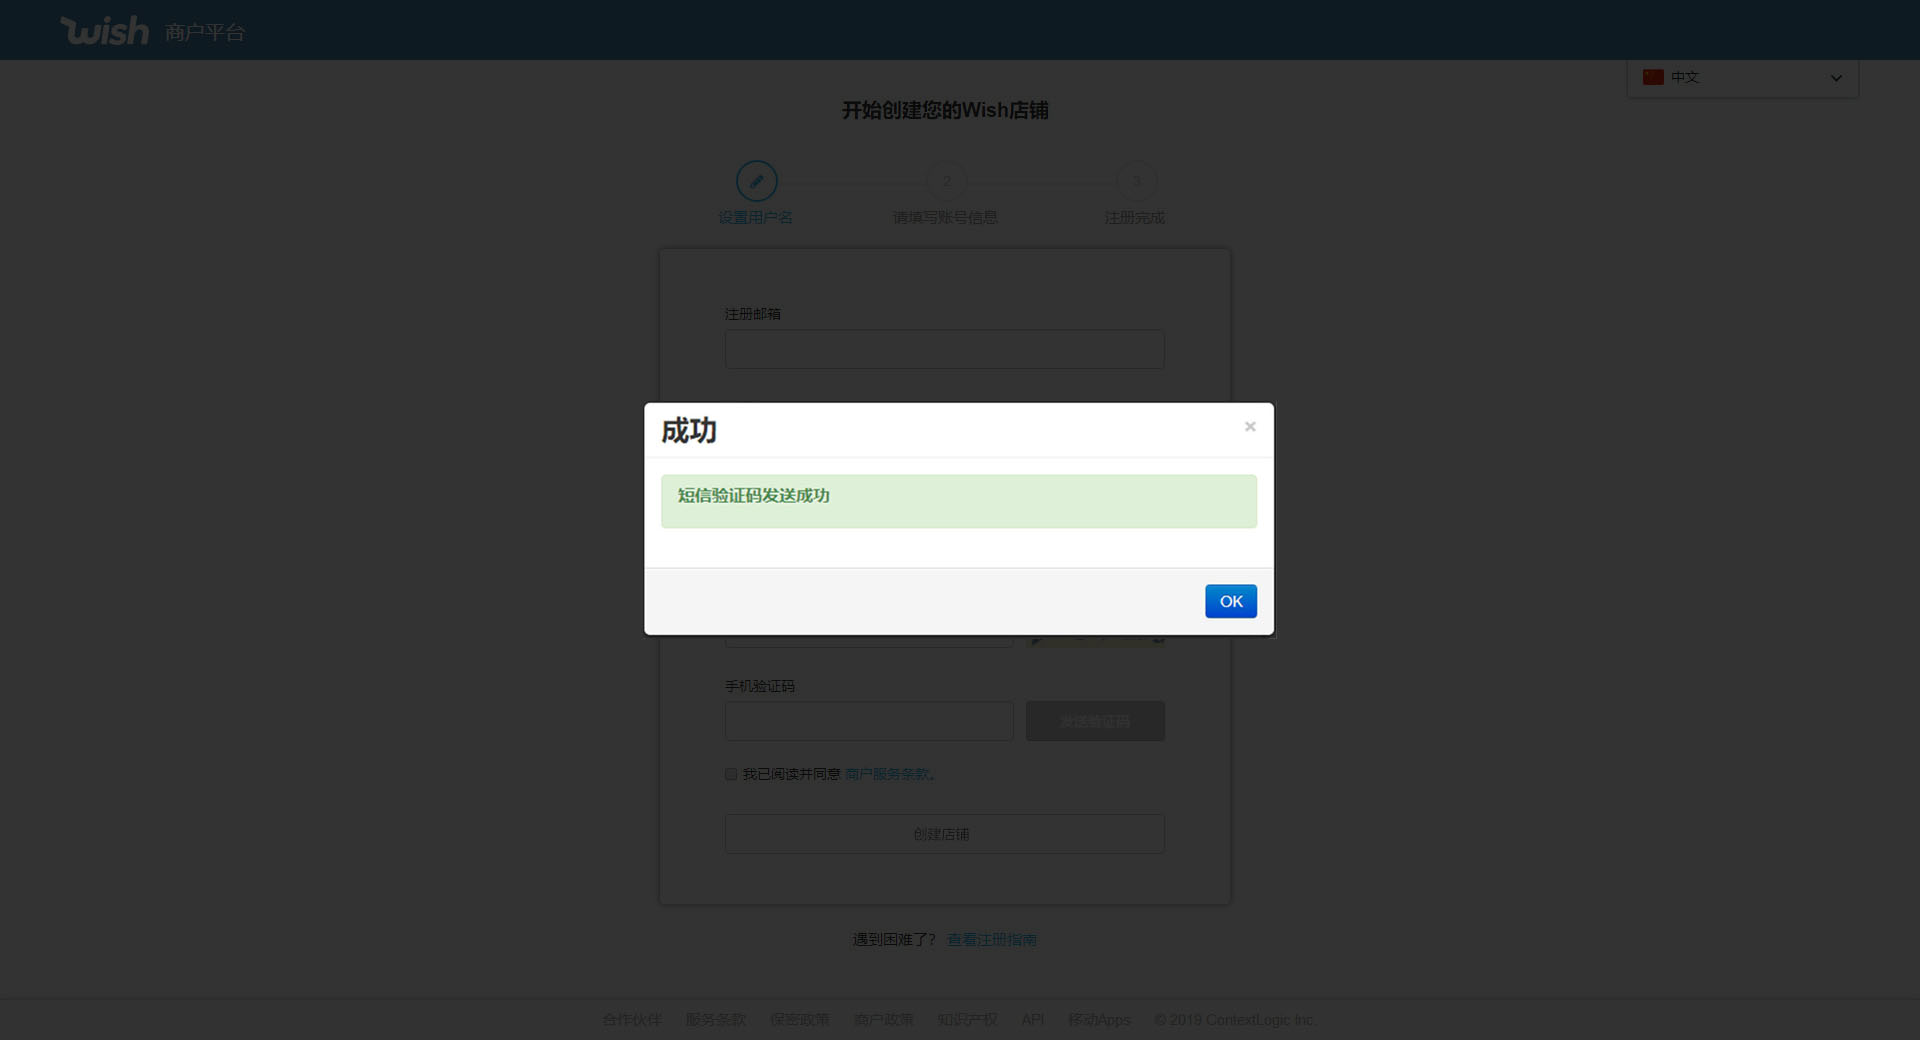 wish 商户平台
中文
开始创建您的Wish店铺
2
3
设置用户名
请填写账号信息
注册完成
注册邮箱
成功
×
短信验证码发送成功
OK
手机验证码
发送验证码
我已阅读并同意 商户服务条款。
创建店铺
遇到困难了? 查看注册指南
合作伙伴 服务条款 保密政策 商户政策 知识产权 API 移动Apps © 2019 ContextLogic Inc.